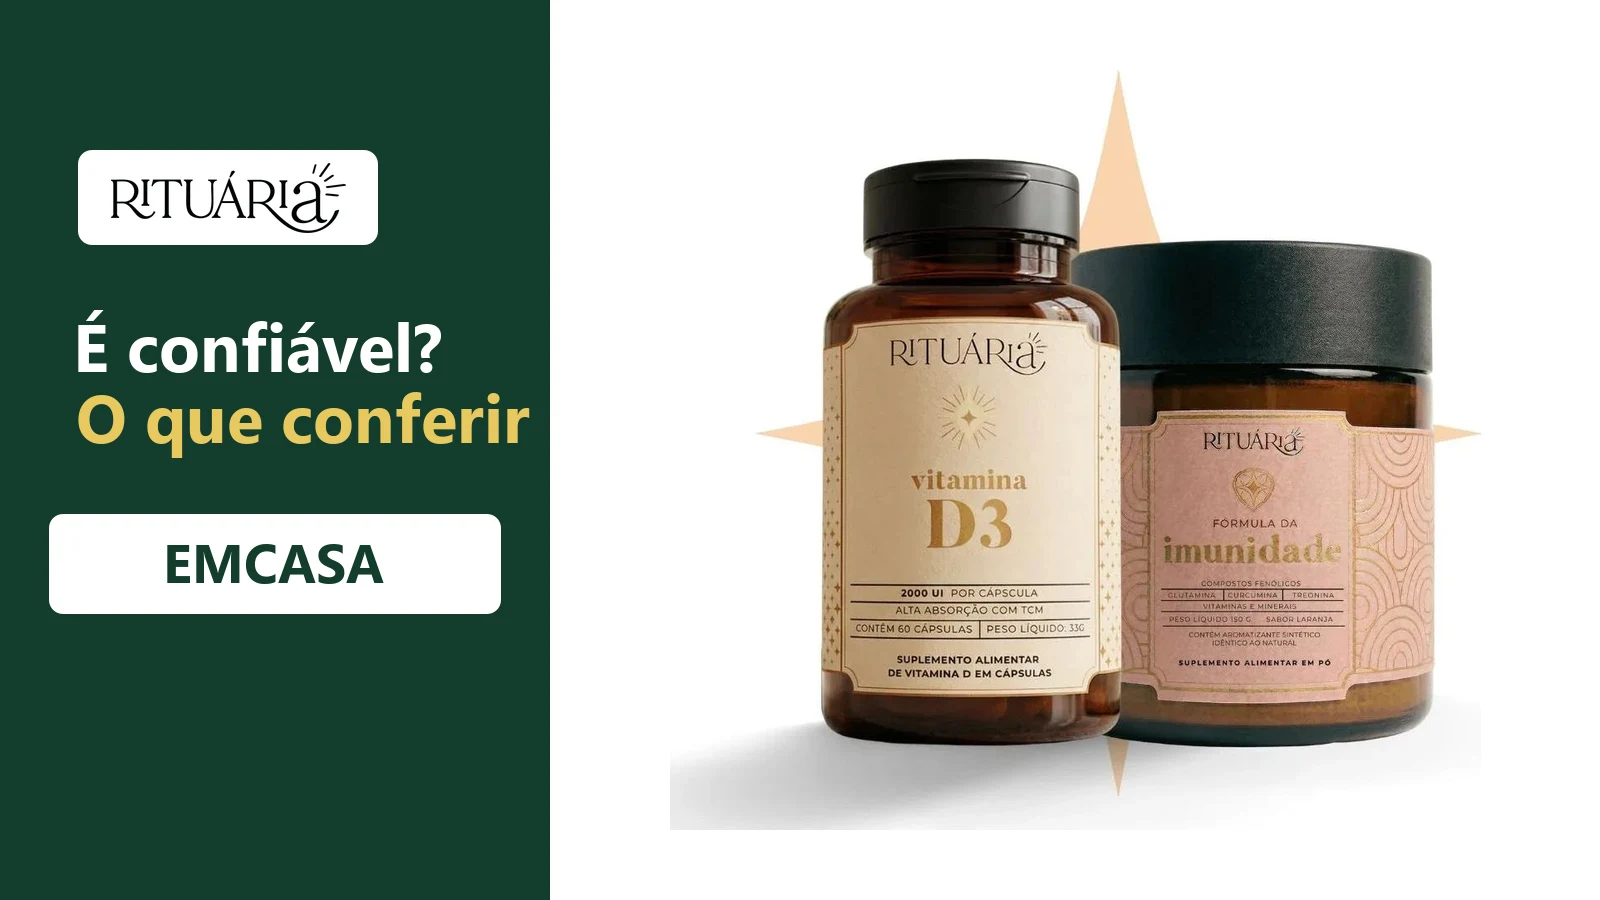 RITUÁRIA
É confiável?
O que conferir
EMCASA
RITUÁRIA
vitamina
D3
2000 UI POR CÁPSCULA
ALTA ABSORÇÃO COM TCM
CONTÉM 60 CÁPSULAS PESO LÍQUIDO: 33G
SUPLEMENTO ALIMENTAR
DE VITAMINA D EM CÁPSULAS
RITUÁRIA
FÓRMULA DA
imunidade
COMPOSTOS FENÓLICOS
GLUTAMINA CURCUMINA TREONINA
VITAMINAS E MINERAIS
PESO LÍQUIDO 150 G SABOR LARANJA
CONTÉM AROMATIZANTE SINTÉTICO
IDÊNTICO AO NATURAL
SUPLEMENTO ALIMENTAR EM PÓ